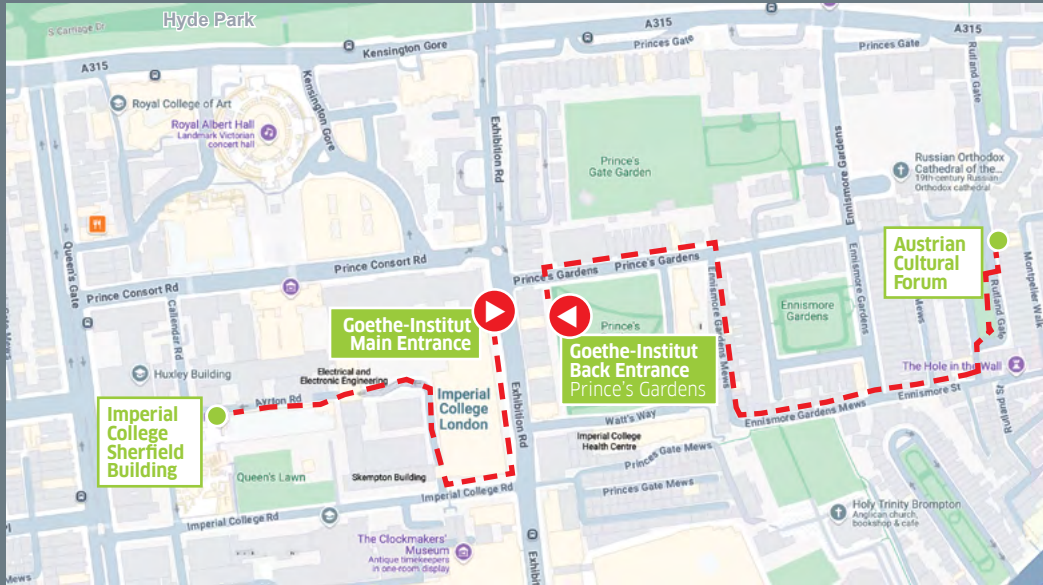 Hyde Park
S Carriage Dr
A315
Kensington Gore
A315
Princes Gate
Princes Gate
Rutland Gate
Royal College of Art
Royal Albert Hall
Landmark Victorian
concert hall
Kensington Gore
Exhibition Rd
Prince's
Gate Garden
Ennismore Gardens
Russian Orthodox
Cathedral of the...
19th-century Russian
Orthodox cathedral
Queen's Gate
Prince Consort Rd
Prince Consort Rd
Callendar Rd
Prince's Gardens
Prince's Gardens
Austrian
Cultural
Forum
Rutland Gate
Montpelier Walk
Goethe-Institut
Main Entrance
Prince's
Goethe-Institut
Back Entrance
Prince's Gardens
Ennismore Gardens Mews
Ennismore
Gardens
Ennismore Gardens
Mews
The Hole in the Wall
Huxley Building
Electrical and
Electronic Engineering
Ayrton Rd
Imperial
College
London
Exhibition Rd
Imperial
College
Sherfield
Building
Watt's Way
Imperial College
Health Centre
Ennismore Gardens Mews
Ennismore St
Rutland St
Princes Gate Mews
Princes Gate Mews
Queen's Lawn
Skempton Building
Imperial College Rd
Imperial College Rd
Holy Trinity Brompton
Anglican church,
bookshop & cafe
The Clockmakers'
Museum
Antique timekeepers
in one-room display
Exhibi
Mews